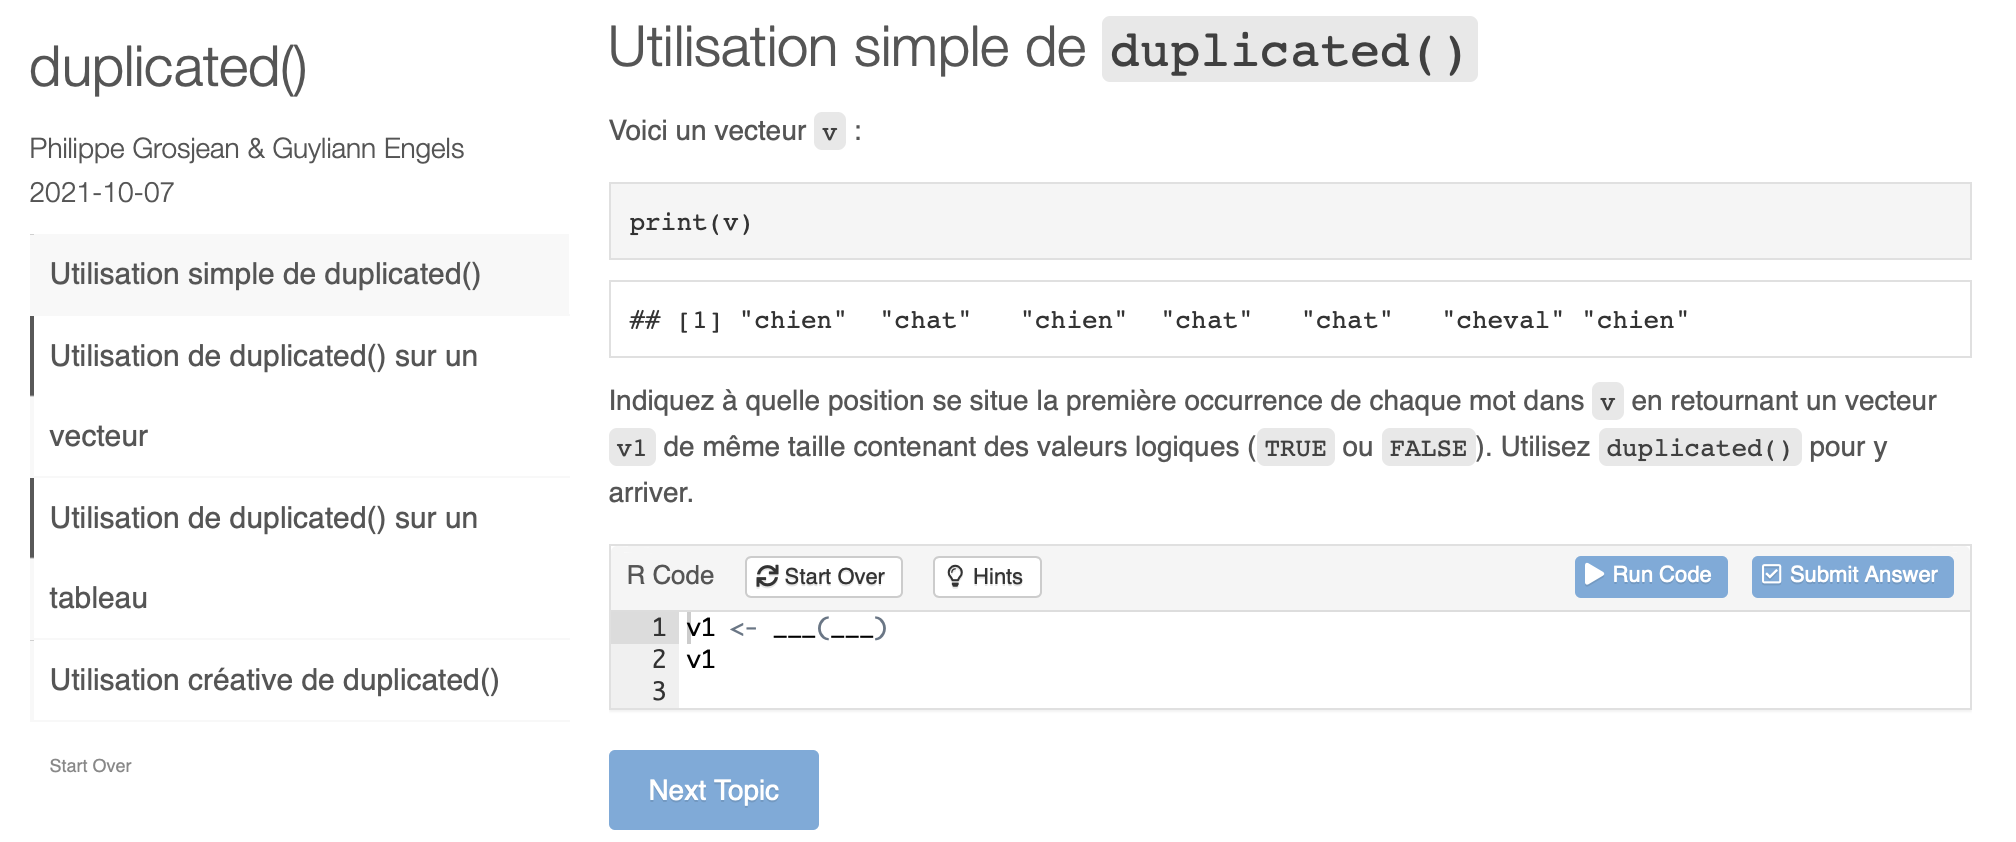 duplicated()
Philippe Grosjean & Guyliann Engels
2021-10-07
Utilisation simple de duplicated()
Utilisation de duplicated() sur un
vecteur
Utilisation de duplicated() sur un
tableau
Utilisation créative de duplicated()
Start Over
Utilisation simple de duplicated()
Voici un vecteur v :
print(v)
## [1] "chien"  "chat"   "chien"  "chat"   "chat"   "cheval" "chien"
Indiquez à quelle position se situe la première occurrence de chaque mot dans v en retournant un vecteur
v1 de même taille contenant des valeurs logiques (TRUE ou FALSE). Utilisez duplicated() pour y
arriver.
R Code Start Over Hints Run Code Submit Answer
1 v1 <- ___(___)
2 v1
3
Next Topic